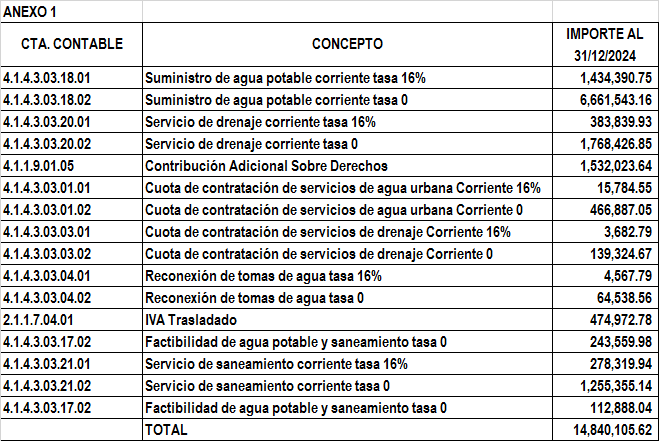 ANEXO 1
CTA. CONTABLE CONCEPTO IMPORTE AL 31/12/2024
4.1.4.3.03.18.01 Suministro de agua potable corriente tasa 16% 1,434,390.75
4.1.4.3.03.18.02 Suministro de agua potable corriente tasa 0 6,661,543.16
4.1.4.3.03.20.01 Servicio de drenaje corriente tasa 16% 383,839.93
4.1.4.3.03.20.02 Servicio de drenaje corriente tasa 0 1,768,426.85
4.1.1.9.01.05 Contribución Adicional Sobre Derechos 1,532,023.64
4.1.4.3.03.01.01 Cuota de contratación de servicios de agua urbana Corriente 16% 15,784.55
4.1.4.3.03.01.02 Cuota de contratación de servicios de agua urbana Corriente 0 466,887.05
4.1.4.3.03.03.01 Cuota de contratación de servicios de drenaje Corriente 16% 3,682.79
4.1.4.3.03.03.02 Cuota de contratación de servicios de drenaje Corriente 0 139,324.67
4.1.4.3.03.04.01 Reconexión de tomas de agua tasa 16% 4,567.79
4.1.4.3.03.04.02 Reconexión de tomas de agua tasa 0 64,538.56
2.1.1.7.04.01 IVA Trasladado 474,972.78
4.1.4.3.03.17.02 Factibilidad de agua potable y saneamiento tasa 0 243,559.98
4.1.4.3.03.21.01 Servicio de saneamiento corriente tasa 16% 278,319.94
4.1.4.3.03.21.02 Servicio de saneamiento corriente tasa 0 1,255,355.14
4.1.4.3.03.17.02 Factibilidad de agua potable y saneamiento tasa 0 112,888.04
TOTAL 14,840,105.62